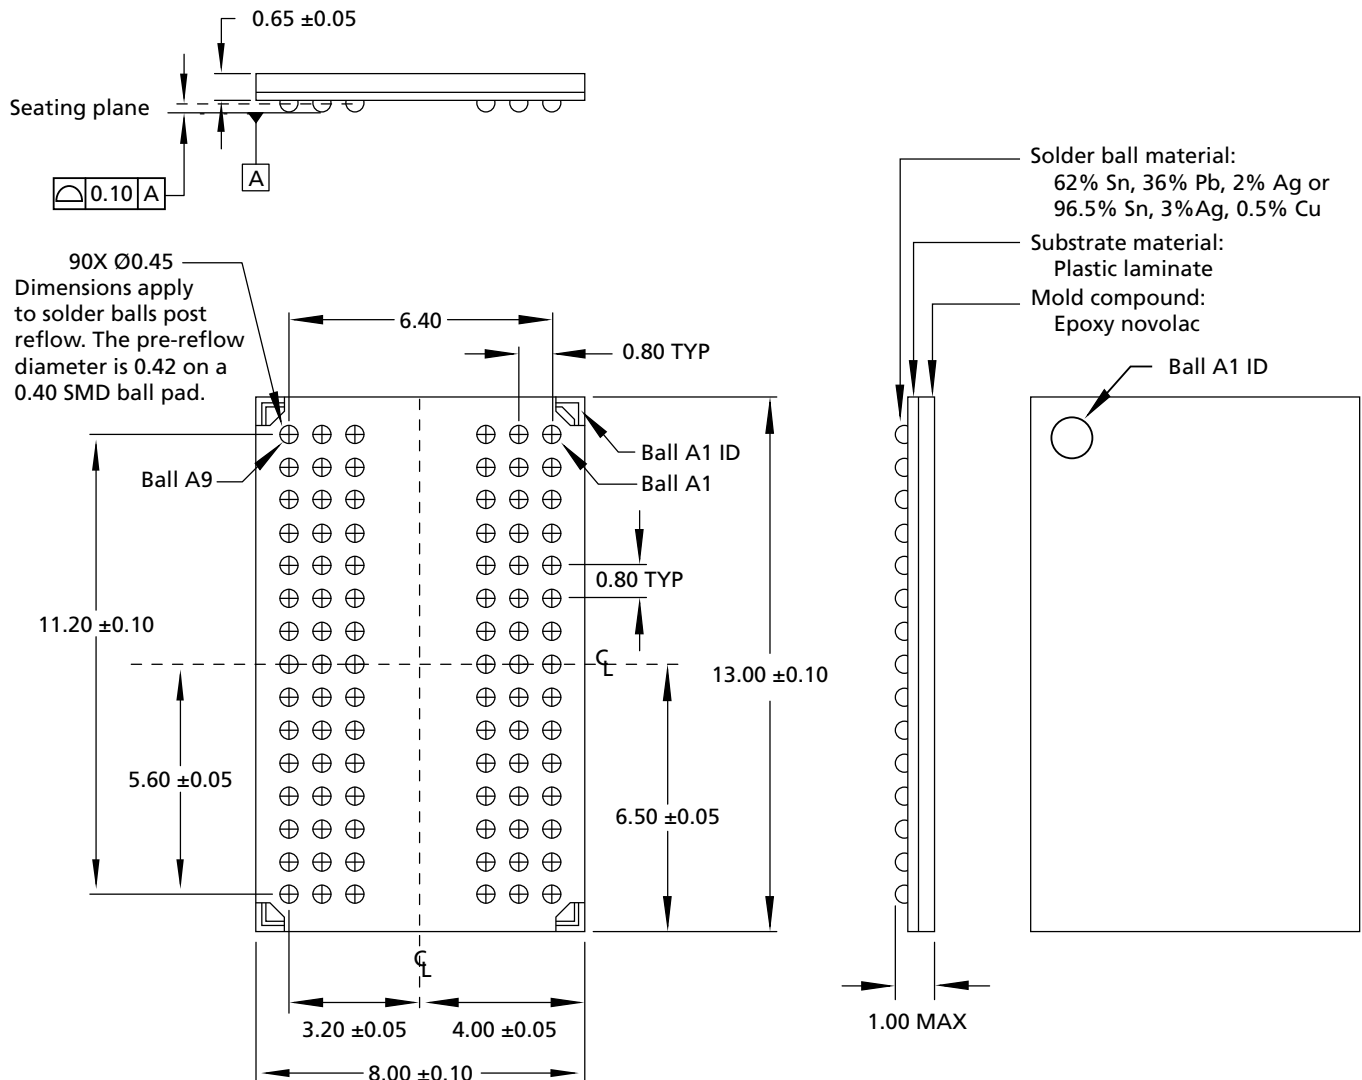 0.65 ±0.05
Seating plane
A
0.10 A
Solder ball material:
62% Sn, 36% Pb, 2% Ag or
96.5% Sn, 3%Ag, 0.5% Cu
Substrate material:
Plastic laminate
Mold compound:
Epoxy novolac
90X Ø0.45
Dimensions apply
to solder balls post
reflow. The pre-reflow
diameter is 0.42 on a
0.40 SMD ball pad.
6.40
0.80 TYP
Ball A1 ID
Ball A1 ID
Ball A9
Ball A1
0.80 TYP
11.20 ±0.10
CL
13.00 ±0.10
5.60 ±0.05
6.50 ±0.05
CL
3.20 ±0.05
4.00 ±0.05
1.00 MAX
8.00 ±0.10